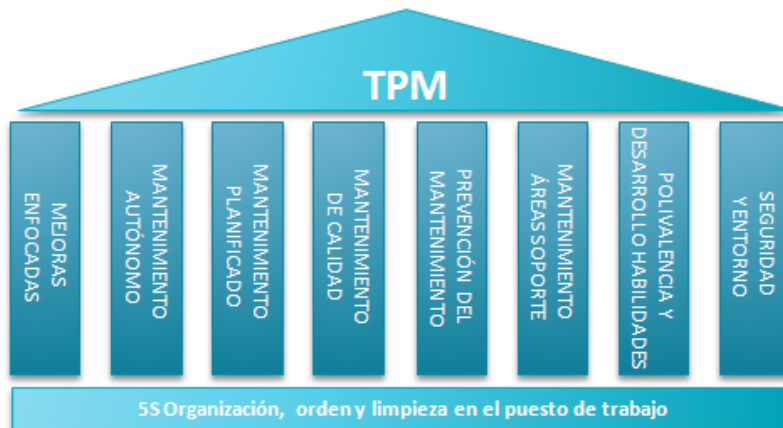 TPM
MEJORAS
ENFOCADAS
MANTENIMIENTO
AUTÓNOMO
MANTENIMIENTO
PLANIFICADO
MANTENIMIENTO
DE CALIDAD
PREVENCIÓN DEL
MANTENIMIENTO
MANTENIMIENTO
ÁREAS SOPORTE
POLIVALENCIA Y
DESARROLLO HABILIDADES
SEGURIDAD
Y ENTORNO
5S Organización, orden y limpieza en el puesto de trabajo